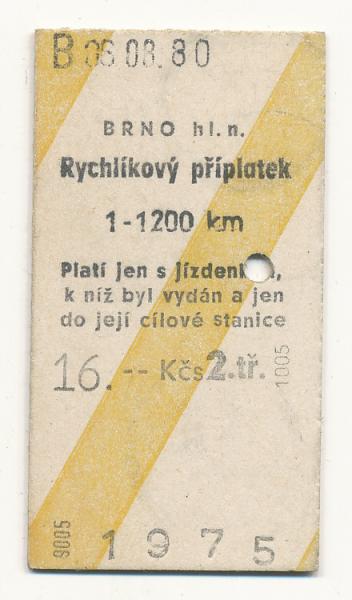 B 06 08.80
BRNO hl.n.
Rychlíkový příplatek
1-1200 km
Platí jen s jízdenkou,
k níž byl vydán a jen
do její cílové stanice
16.-- Kčs 2.tř.
1005
9005
1975